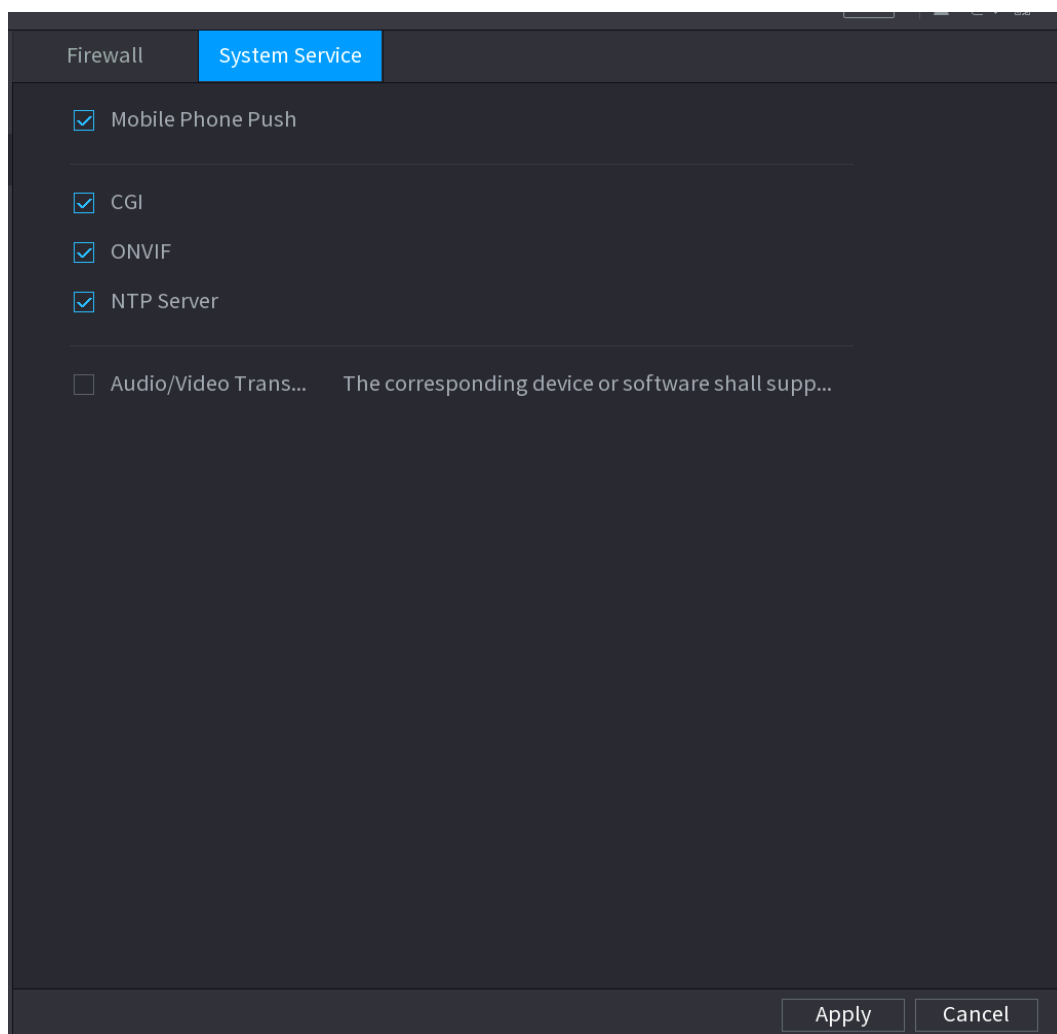 Firewall
System Service
Mobile Phone Push
CGI
ONVIF
NTP Server
Audio/Video Trans... The corresponding device or software shall supp...
Apply
Cancel